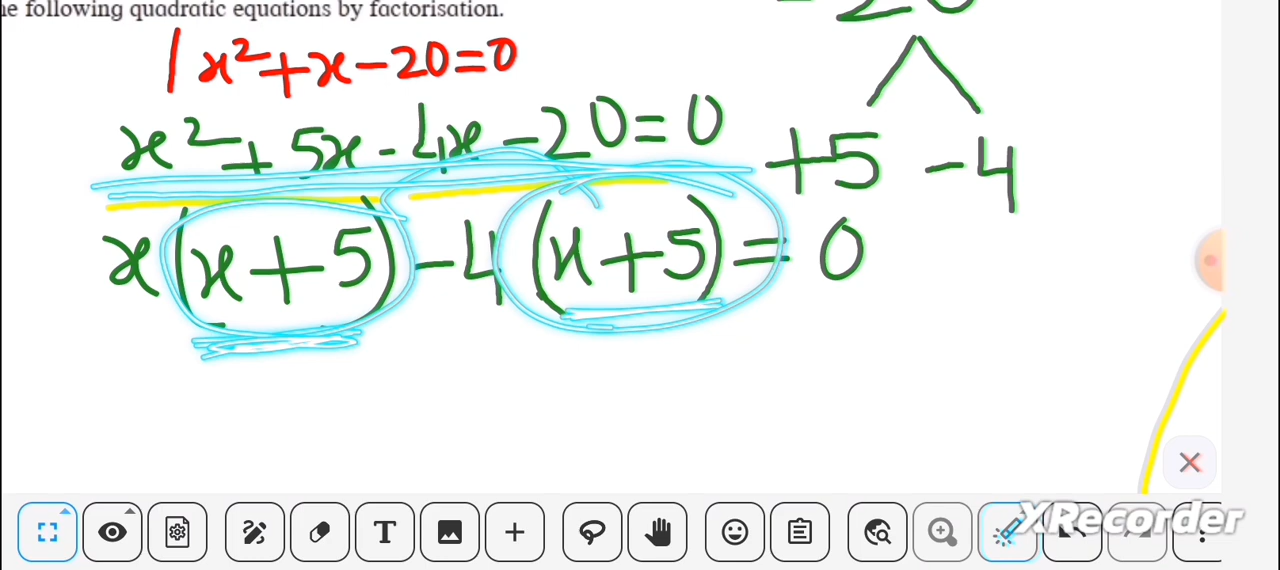 he following quadratic equations by factorisation.
x²+x-20=0
x²+5x-4x-20=0
+5 -4
x(x+5)-4(x+5)=0
T
XRecorder